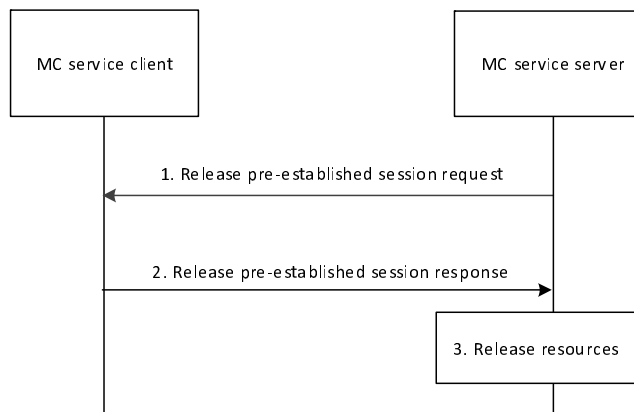 MC service client
MC service server
1. Release pre-established session request
2. Release pre-established session response
3. Release resources